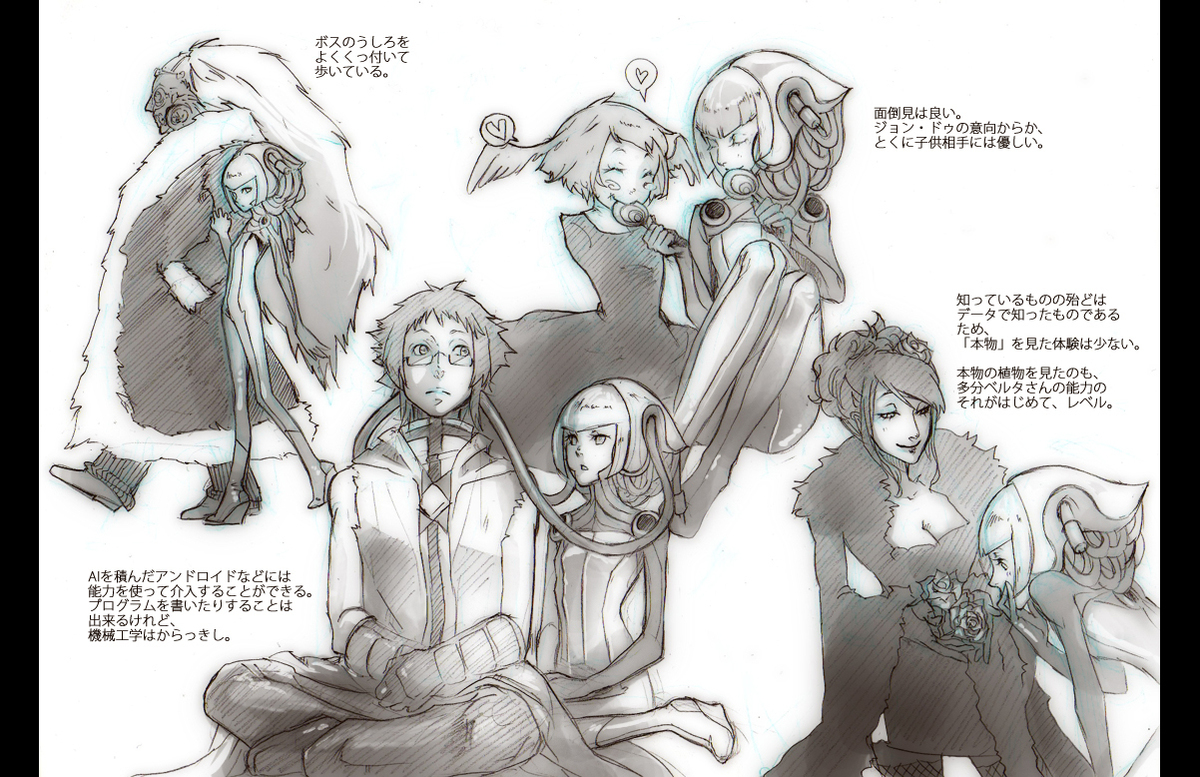 ボスのうしろを
よくくっ付いて
歩いている。
面倒見は良い。
ジョン・ドゥの意向からか、
とくに子供相手には優しい。
知っているものの殆どは
データで知ったものである
ため、
「本物」を見た体験は少ない。
本物の植物を見たのも、
多分ベルタさんの能力の
それがはじめて、レベル。
AIを積んだアンドロイドなどには
能力を使って介入することができる。
プログラムを書いたりすることは
出来るけれど、
機械工学はからっきし。